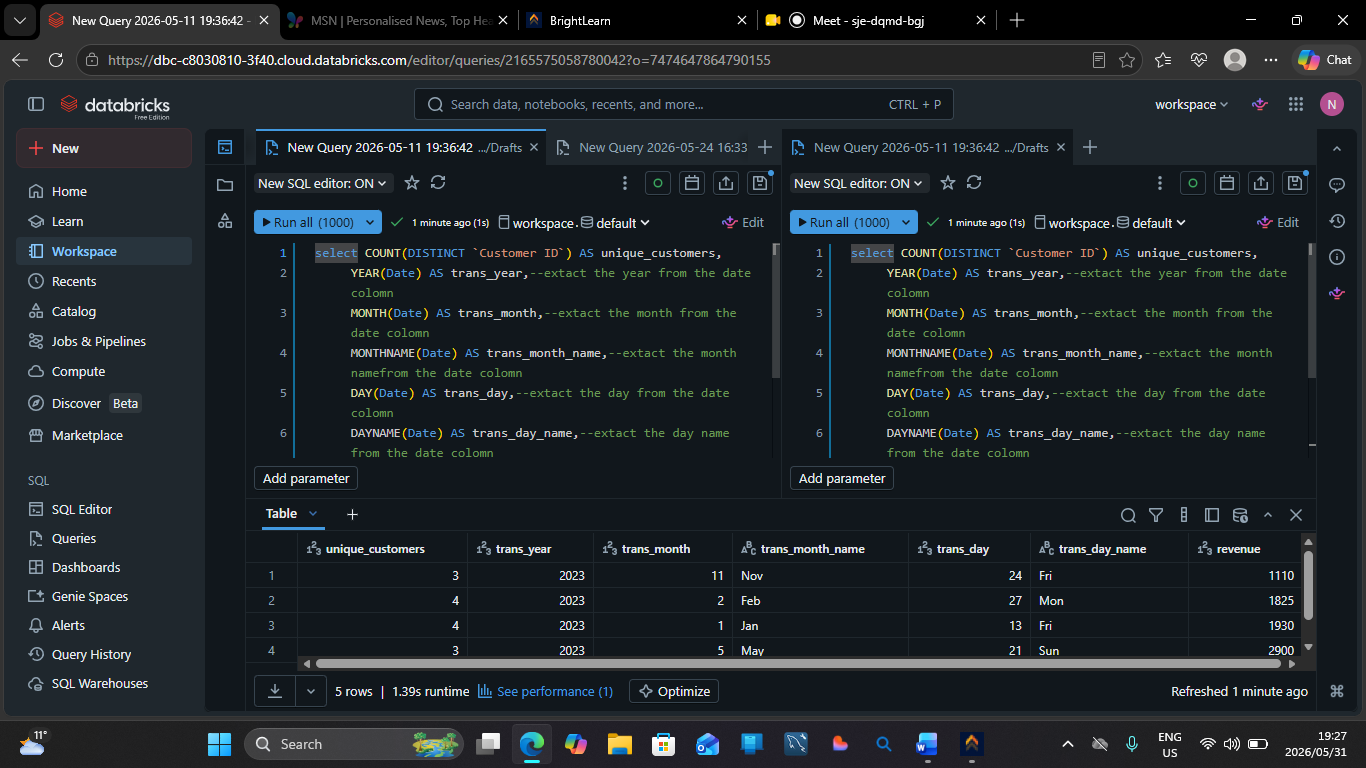 New Query 2026-05-11 19:36:42 -
MSN | Personalised News, Top Hea
BrightLearn
Meet - sje-dqmd-bgj
https://dbc-c8030810-3f40.cloud.databricks.com/editor/queries/2165575058780042?o=7474647864790155
Chat
databricks
Free Edition
Search data, notebooks, recents, and more...
CTRL + P
workspace
N
New
Home
Learn
Workspace
Recents
Catalog
Jobs & Pipelines
Compute
Discover Beta
Marketplace
SQL
SQL Editor
Queries
Dashboards
Genie Spaces
Alerts
Query History
SQL Warehouses
New Query 2026-05-11 19:36:42 .../Drafts
New Query 2026-05-24 16:33
New SQL editor: ON
Run all (1000)
1 minute ago (1s)
workspace. default
Edit
1 select COUNT(DISTINCT `Customer ID`) AS unique_customers,
2 YEAR(Date) AS trans_year,--extact the year from the date
colomn
3 MONTH(Date) AS trans_month,--extact the month from the
date colomn
4 MONTHNAME(Date) AS trans_month_name,--extact the month
namefrom the date colomn
5 DAY(Date) AS trans_day,--extact the day from the date
colomn
6 DAYNAME(Date) AS trans_day_name,--extact the day name
from the date colomn
Add parameter
New Query 2026-05-11 19:36:42 .../Drafts
New SQL editor: ON
Run all (1000)
1 minute ago (1s)
workspace. default
Edit
1 select COUNT(DISTINCT `Customer ID`) AS unique_customers,
2 YEAR(Date) AS trans_year,--extact the year from the date
colomn
3 MONTH(Date) AS trans_month,--extact the month from the
date colomn
4 MONTHNAME(Date) AS trans_month_name,--extact the month
namefrom the date colomn
5 DAY(Date) AS trans_day,--extact the day from the date
colomn
6 DAYNAME(Date) AS trans_day_name,--extact the day name
from the date colomn
Add parameter
Table
123 unique_customers 123 trans_year 123 trans_month ABC trans_month_name 123 trans_day ABC trans_day_name 123 revenue
1 3 2023 11 Nov 24 Fri 1110
2 4 2023 2 Feb 27 Mon 1825
3 4 2023 1 Jan 13 Fri 1930
4 3 2023 5 May 21 Sun 2900
5 rows | 1.39s runtime See performance (1) Optimize
Refreshed 1 minute ago
11°
Search
ENG
US
19:27
2026/05/31